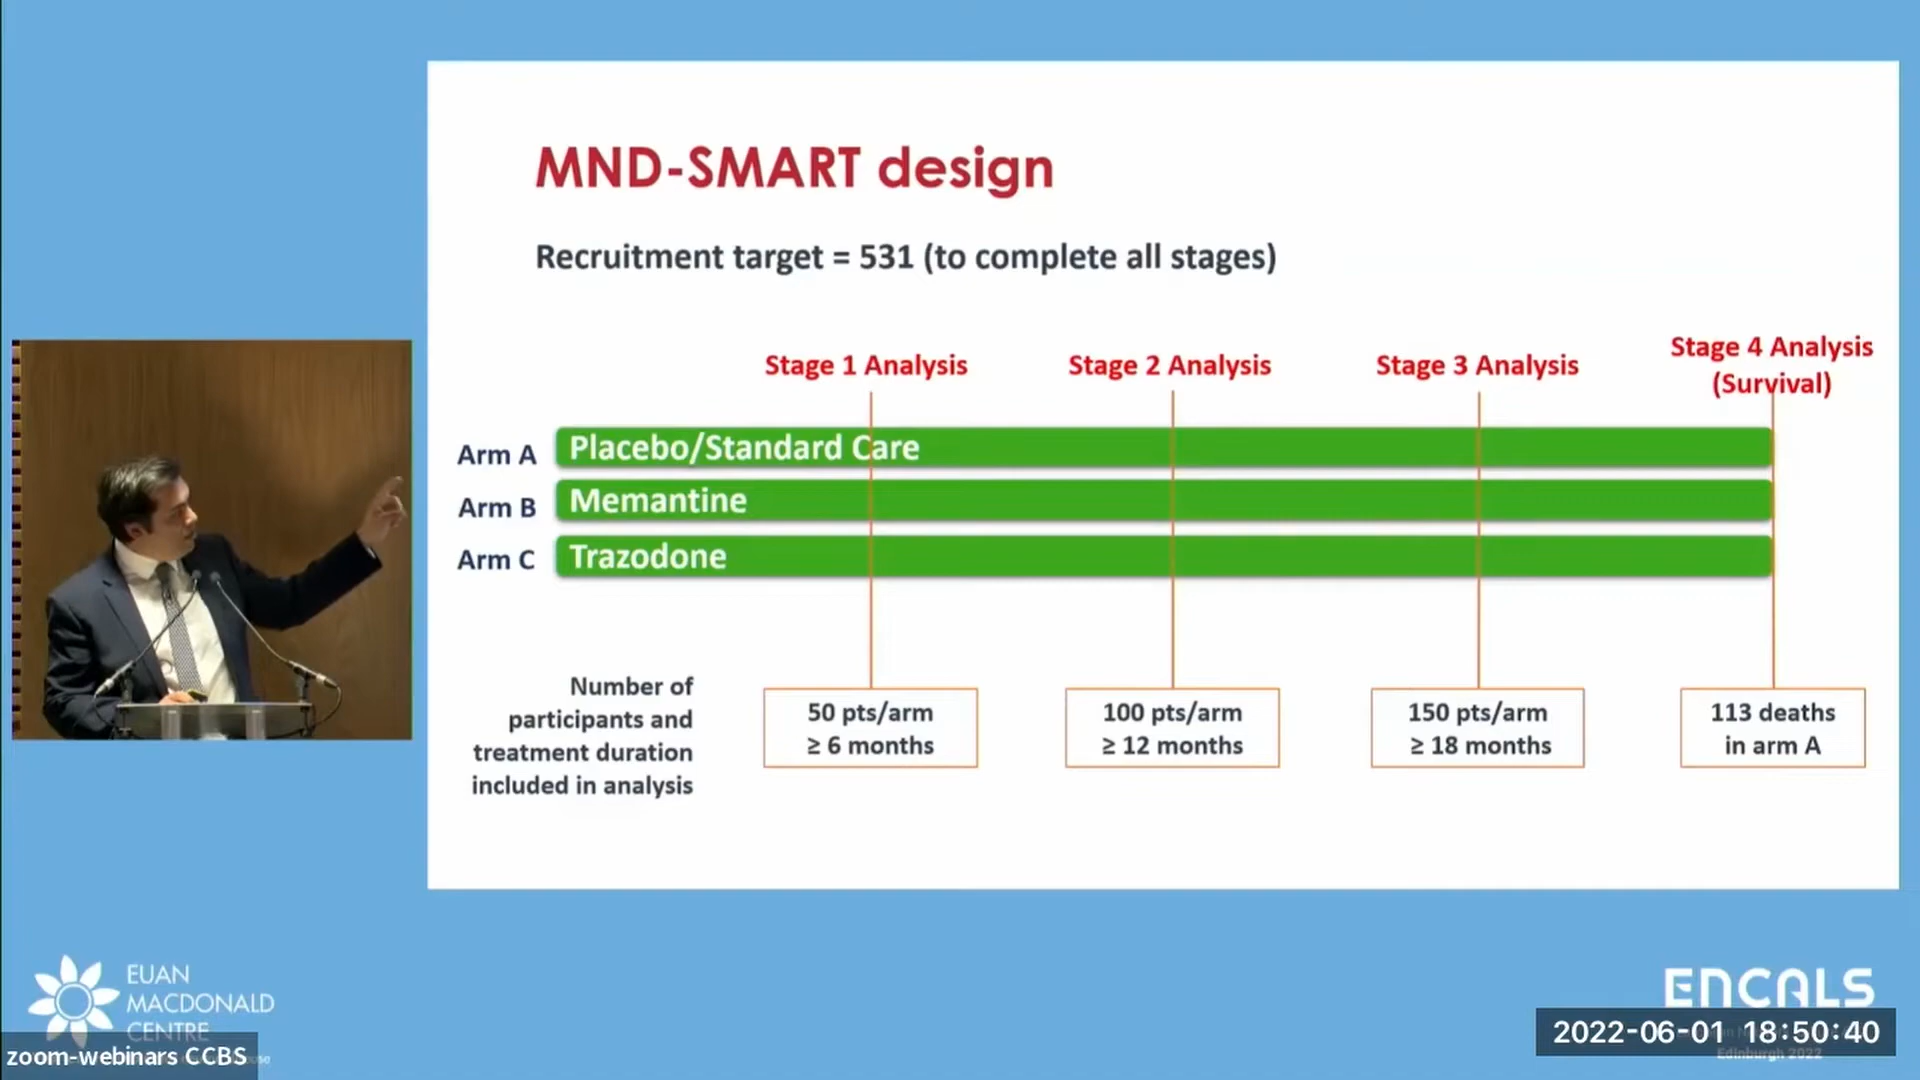 MND-SMART design
Recruitment target = 531 (to complete all stages)
Stage 1 Analysis
Stage 2 Analysis
Stage 3 Analysis
Stage 4 Analysis
(Survival)
Arm A
Placebo/Standard Care
Arm B
Memantine
Arm C
Trazodone
Number of
participants and
treatment duration
included in analysis
50 pts/arm
≥ 6 months
100 pts/arm
≥ 12 months
150 pts/arm
≥ 18 months
113 deaths
in arm A
EUAN
MACDONALD
CENTRE
zoom-webinars CCBS
ENCALS
2022-06-01 18:50:40
Edinburgh 2022